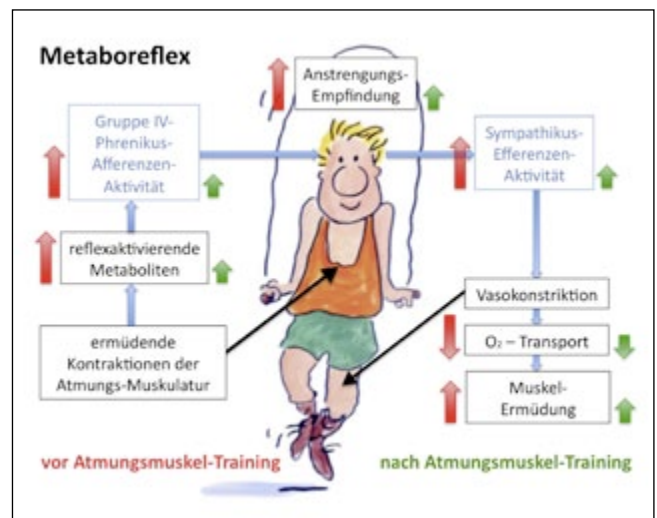 Metaboreflex
Anstrengungs-
Empfindung
Gruppe IV-
Phrenikus-
Afferenzen-
Aktivität
Sympathikus-
Efferenzen-
Aktivität
reflexaktivierende
Metaboliten
Vasokonstriktion
ermüdende
Kontraktionen der
Atmungs-Muskulatur
O₂ – Transport
Muskel-
Ermüdung
vor Atmungsmuskel-Training
nach Atmungsmuskel-Training